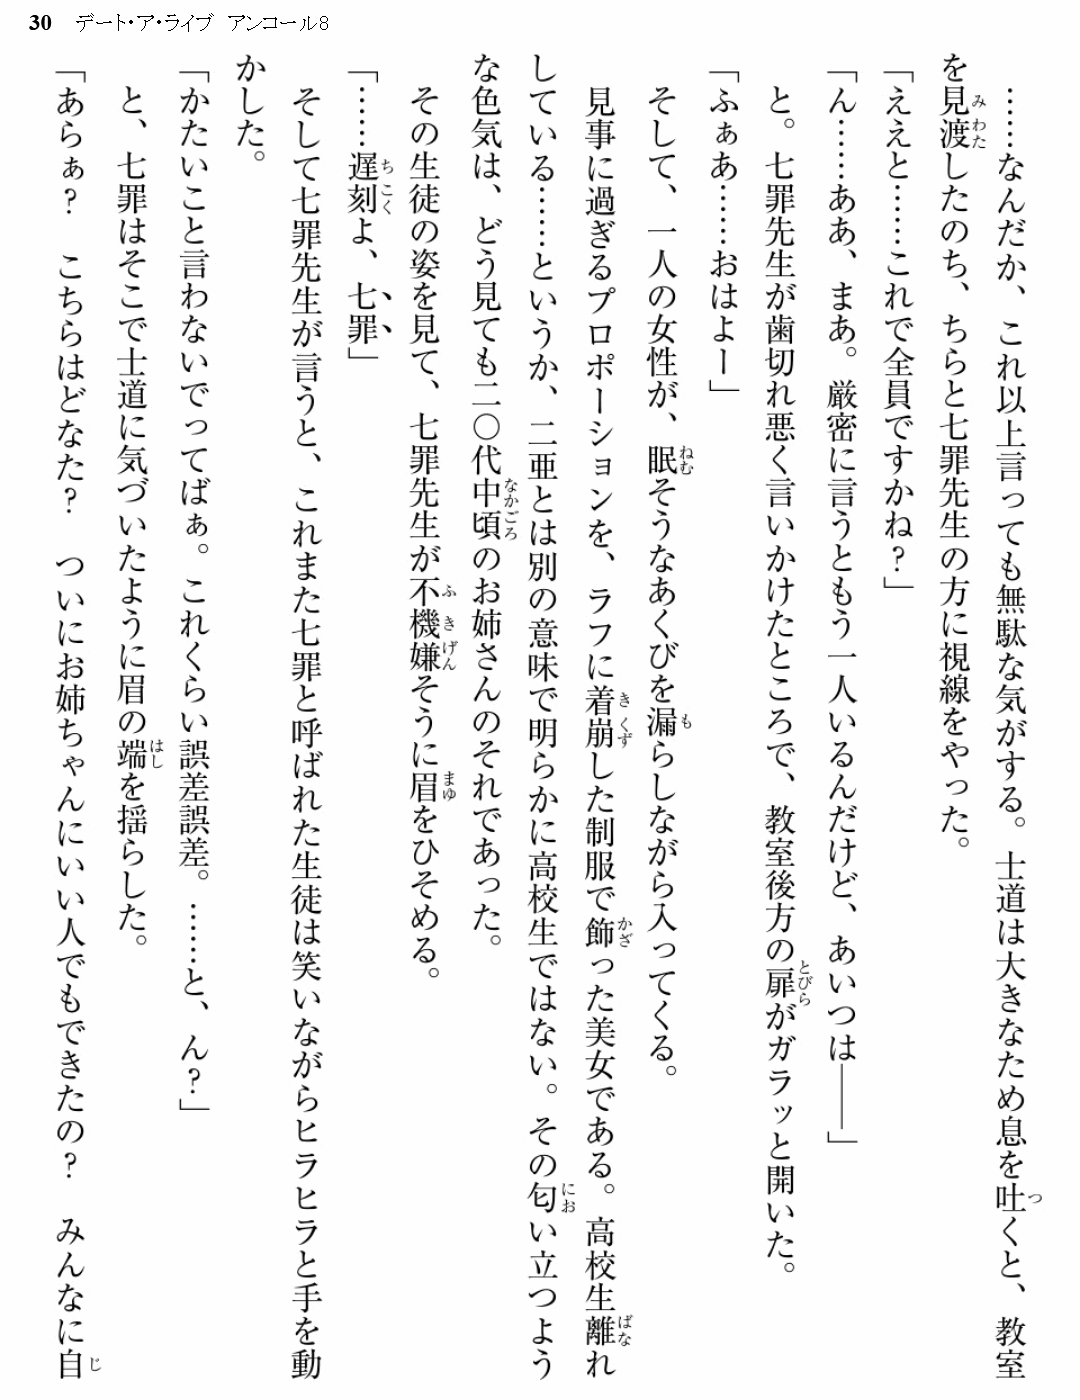 30 デート・ア・ライブ アンコール8
……なんだか、これ以上言っても無駄な気がする。士道は大きなため息を吐くと、教室
を見渡したのち、ちらと七罪先生の方に視線をやった。
「ええと……これで全員ですかね?」
「ん……ああ、まあ。厳密に言うともう一人いるんだけど、あいつは――」
と。七罪先生が歯切れ悪く言いかけたところで、教室後方の扉がガラッと開いた。
「ふぁあ……おはよー」
そして、一人の女性が、眠そうなあくびを漏らしながら入ってくる。
見事に過ぎるプロポーションを、ラフに着崩した制服で飾った美女である。高校生離れ
している……というか、二亜とは別の意味で明らかに高校生ではない。その匂い立つよう
な色気は、どう見ても二〇代中頃のお姉さんのそれであった。
その生徒の姿を見て、七罪先生が不機嫌そうに眉をひそめる。
「……遅刻よ、七罪」
そして七罪先生が言うと、これまた七罪と呼ばれた生徒は笑いながらヒラヒラと手を動
かした。
「かたいこと言わないでってばぁ。これくらい誤差誤差。……と、ん?」
と、七罪はそこで士道に気づいたように眉の端を揺らした。
「あらぁ? こちらはどなた? ついにお姉ちゃんにいい人でもできたの? みんなに自